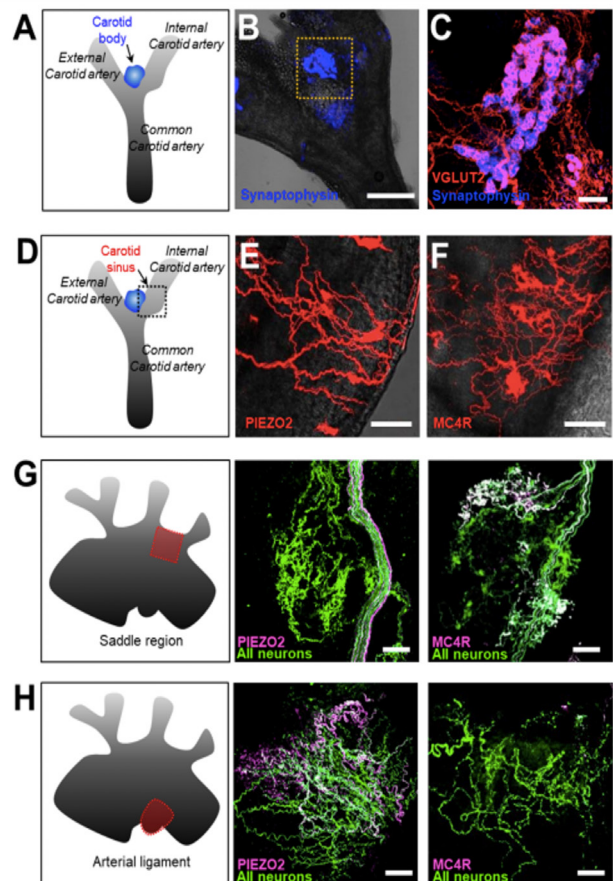 A
Carotid
body
Internal
Carotid artery
External
Carotid artery
Common
Carotid artery
B
Synaptophysin
C
VGLUT2
Synaptophysin
D
Carotid
sinus
Internal
Carotid artery
External
Carotid artery
Common
Carotid artery
E
PIEZO2
F
MC4R
G
Saddle region
PIEZO2
All neurons
MC4R
All neurons
H
Arterial ligament
PIEZO2
All neurons
MC4R
All neurons